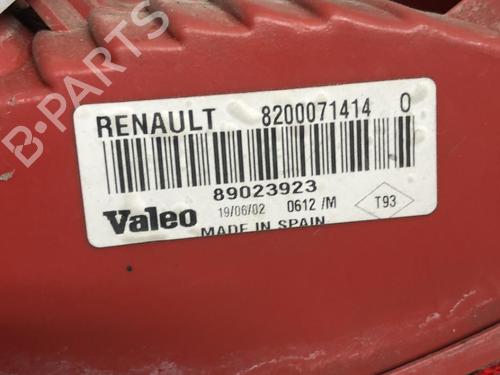 RENAULT 8200071414 0
89023923
Valeo 19/06/02 0612 /M T93
MADE IN SPAIN
B-PARTS